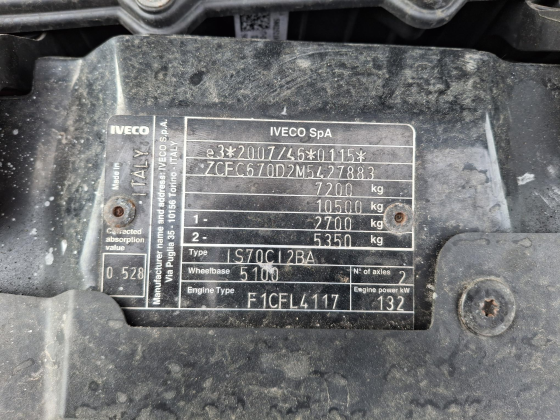 IVECO
Made in
ITALY
Corrected
absorption
value
0.528
Manufacturer name and address: IVECO S.p.A.
Via Puglia 35 - 10156 Torino - ITALY
IVECO SpA
e3*2007/46*0115*
ZCFC670D2M5427883
7200 kg
10500 kg
1- 2700 kg
2- 5350 kg
Type IS70C12BA
Wheelbase 5100 N° of axles 2
Engine Type F1CFL4117 Engine power kW 132